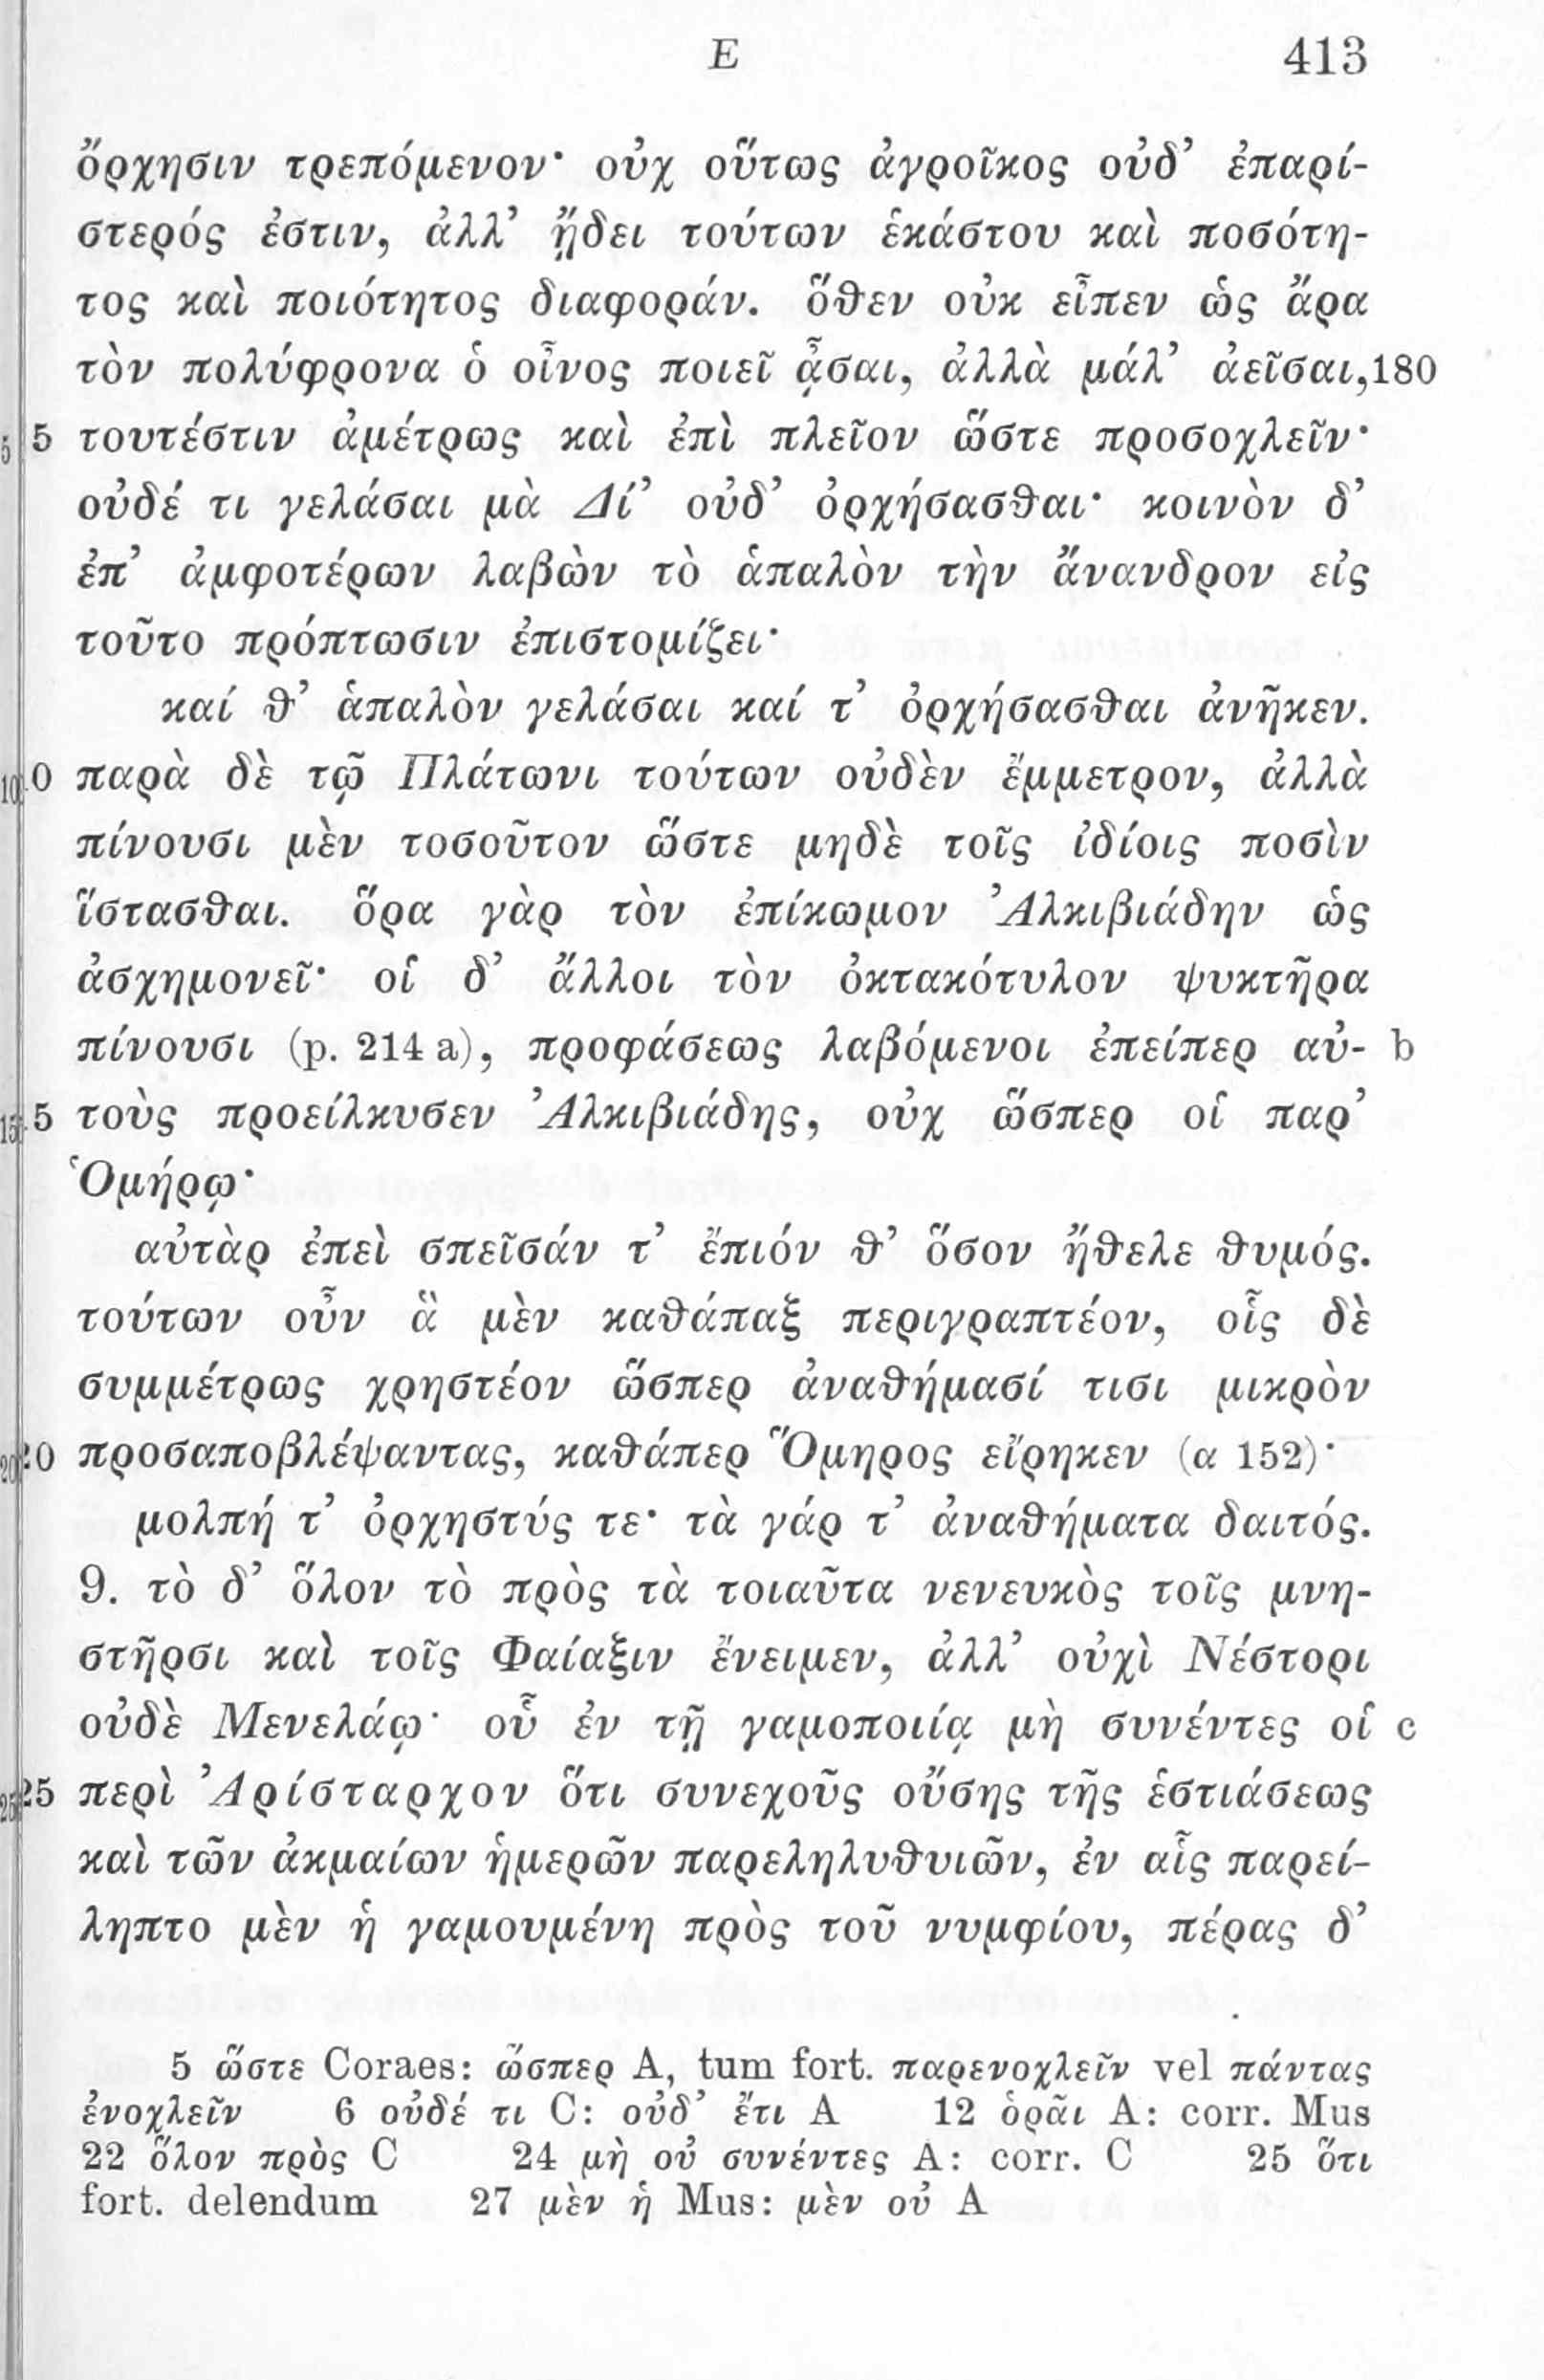 E 413
ὄρχησιν τρεπόμενον· οὐχ οὕτως ἀγροῖκος οὐδ’ ἐπαρί-
στερός ἐστιν, ἀλλ’ ᾔδει τούτων ἑκάστου καὶ ποσότη-
τος καὶ ποιότητος διαφοράν. ὅθεν οὐκ εἶπεν ὡς ἄρα
τὸν πολύφρονα ὁ οἶνος ποιεῖ ᾆσαι, ἀλλὰ μάλ’ ἀεῖσαι, 180
5 τουτέστιν ἀμέτρως καὶ ἐπὶ πλεῖον ὥστε προσοχλεῖν·
οὐδέ τι γελάσαι μὰ Δί’ οὐδ’ ὀρχήσασθαι· κοινὸν δ’
ἐπ’ ἀμφοτέρων λαβὼν τὸ ἁπαλὸν τὴν ἄνανδρον εἰς
τοῦτο πρόπτωσιν ἐπιστομίζει·
καί θ’ ἁπαλὸν γελάσαι καί τ’ ὀρχήσασθαι ἀνῆκεν.
10 παρὰ δὲ τῷ Πλάτωνι τούτων οὐδὲν ἔμμετρον, ἀλλὰ
πίνουσι μὲν τοσοῦτον ὥστε μηδὲ τοῖς ἰδίοις ποσὶν
ἵστασθαι. ὅρα γὰρ τὸν ἐπίκωμον Ἀλκιβιάδην ὡς
ἀσχημονεῖ· οἱ δ’ ἄλλοι τὸν ὀκτακότυλον ψυκτῆρα
πίνουσι (p. 214 a), προφάσεως λαβόμενοι ἐπείπερ αὐ- b
15 τοὺς προείλκυσεν Ἀλκιβιάδης, οὐχ ὥσπερ οἱ παρ’
Ὁμήρῳ·
αὐτὰρ ἐπεὶ σπεῖσάν τ’ ἔπιόν θ’ ὅσον ἤθελε θυμός.
τούτων οὖν ἃ μὲν καθάπαξ περιγραπτέον, οἷς δὲ
συμμέτρως χρηστέον ὥσπερ ἀναθήμασί τισι μικρὸν
20 προσαποβλέψαντας, καθάπερ Ὅμηρος εἴρηκεν (α 152)·
μολπή τ’ ὀρχηστύς τε· τὰ γάρ τ’ ἀναθήματα δαιτός.
9. τὸ δ’ ὅλον τὸ πρὸς τὰ τοιαῦτα νενευκὸς τοῖς μνη-
στῆρσι καὶ τοῖς Φαίαξιν ἔνειμεν, ἀλλ’ οὐχὶ Νέστορι
οὐδὲ Μενελάῳ· οὗ ἐν τῇ γαμοποιίᾳ μὴ συνέντες οἱ c
25 περὶ Ἀρίσταρχον ὅτι συνεχοῦς οὔσης τῆς ἑστιάσεως
καὶ τῶν ἀκμαίων ἡμερῶν παρεληλυθυιῶν, ἐν αἷς παρεί-
ληπτο μὲν ἡ γαμουμένη πρὸς τοῦ νυμφίου, πέρας δ’
5 ὥστε Coraes: ὥσπερ A, tum fort. παρενοχλεῖν vel πάντας
ἐνοχλεῖν 6 οὐδέ τι C: οὐδ’ ἔτι A 12 ὁρᾶι A: corr. Mus
22 ὅλον πρὸς C 24 μὴ οὐ συνέντες A: corr. C 25 ὅτι
fort. delendum 27 μὲν ἡ Mus: μὲν οὐ A